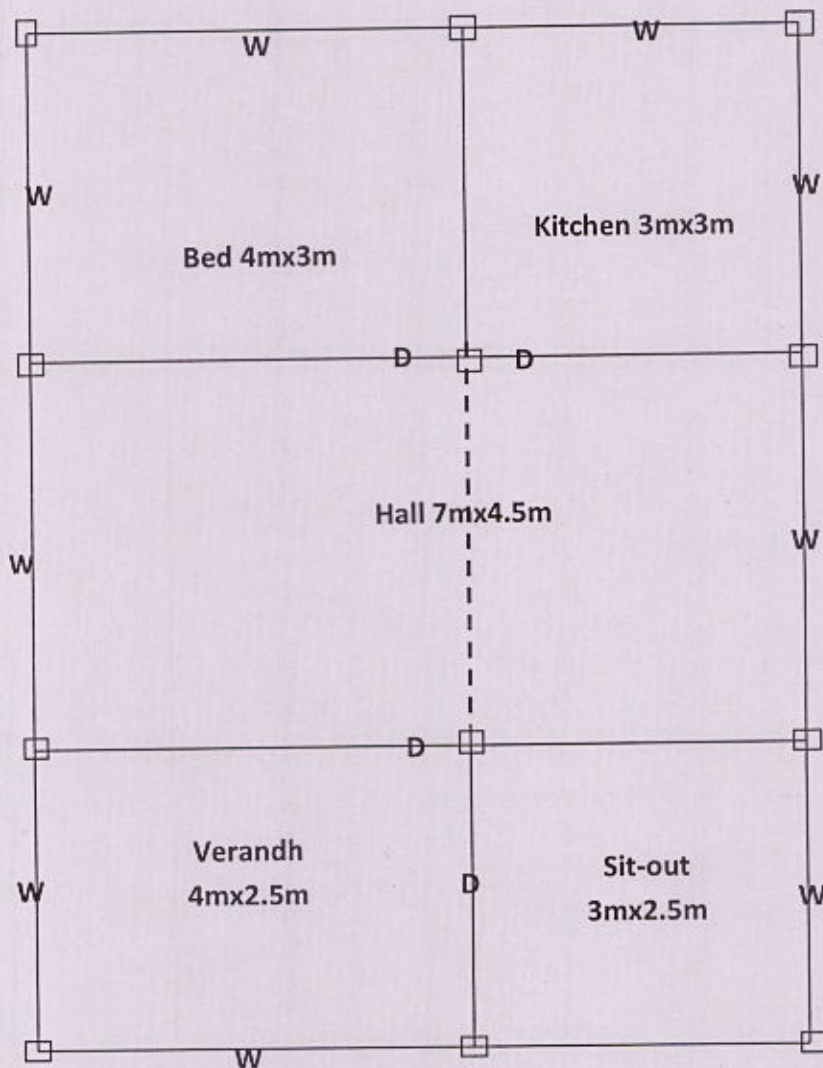 W W
W W
Bed 4mx3m Kitchen 3mx3m
D D
Hall 7mx4.5m
W W
D
Verandh
4mx2.5m
Sit-out
3mx2.5m
W D W
W